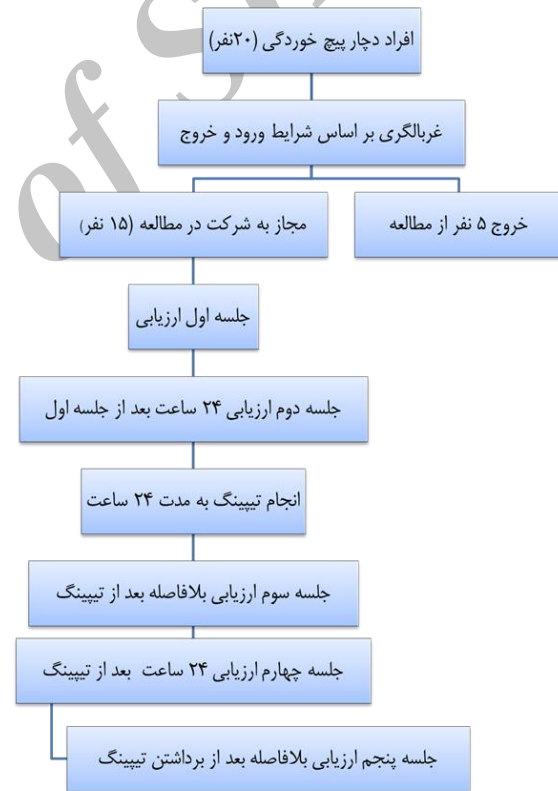 افراد دچار پیچ خوردگی (۲۰نفر)
غربالگری بر اساس شرایط ورود و خروج
خروج ۵ نفر از مطالعه
مجاز به شرکت در مطالعه (۱۵ نفر)
جلسه اول ارزیابی
جلسه دوم ارزیابی ۲۴ ساعت بعد از جلسه اول
انجام تیپینگ به مدت ۲۴ ساعت
جلسه سوم ارزیابی بلافاصله بعد از تیپینگ
جلسه چهارم ارزیابی ۲۴ ساعت بعد از تیپینگ
جلسه پنجم ارزیابی بلافاصله بعد از برداشتن تیپینگ
of